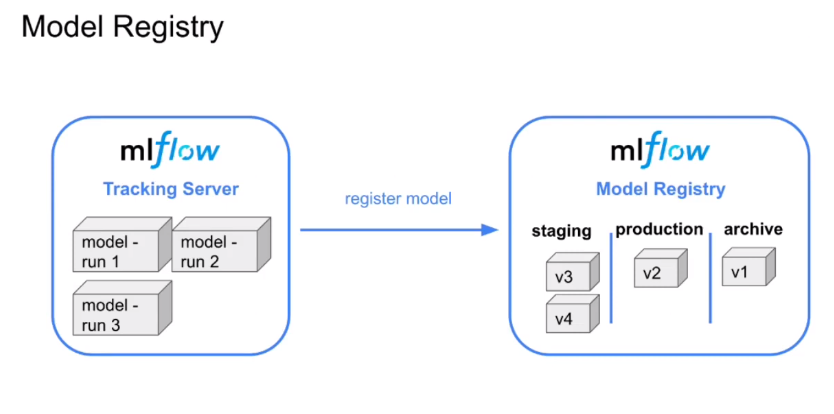 Model Registry
mlflow
Tracking Server
model -
run 1
model -
run 2
model -
run 3
register model
mlflow
Model Registry
staging
production
archive
v3
v4
v2
v1